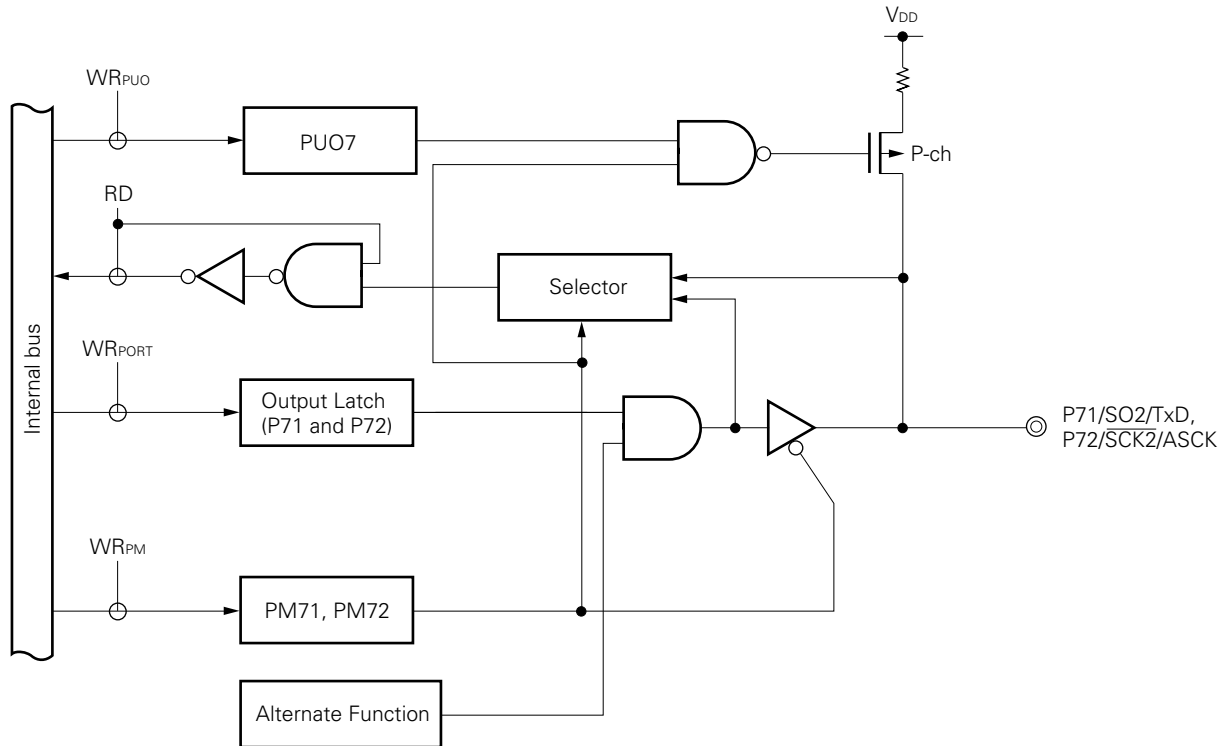 VDD
WRPUO
PUO7
P-ch
RD
Selector
Internal bus
WRPORT
Output Latch
(P71 and P72)
P71/SO2/TxD,
P72/SCK2/ASCK
WRPM
PM71, PM72
Alternate Function